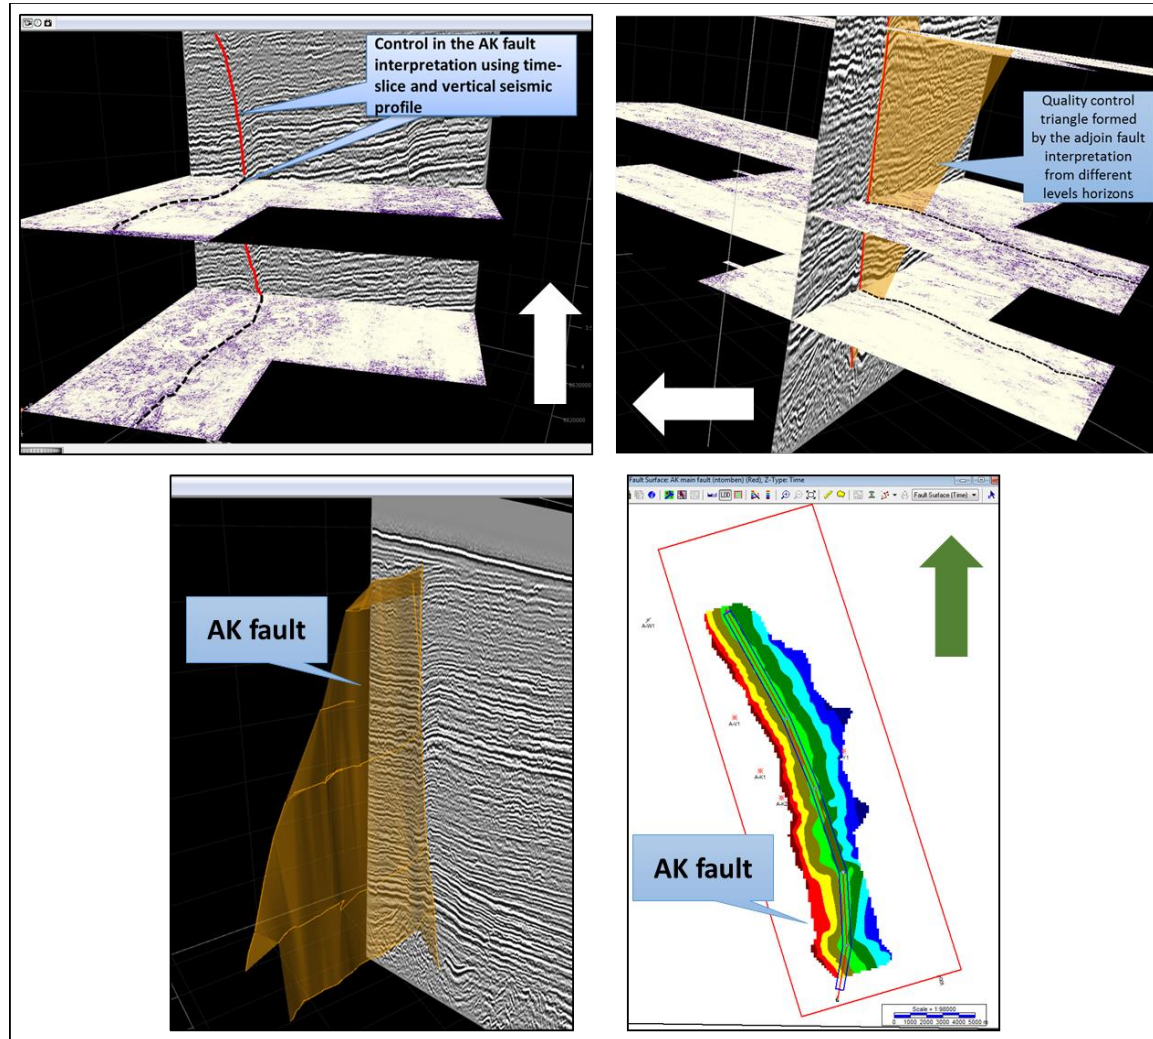 Control in the AK fault
interpretation using time-
slice and vertical seismic
profile
Quality control
triangle formed
by the adjoin fault
interpretation
from different
levels horizons
AK fault
Fault Surface: AK main fault (ntomben) (Red), Z-Type: Time
Fault Surface (Time)
A-W1
A-V1
A-K1
A-K2
AK fault
Scale = 1:98000
0 1000 2000 3000 4000 5000 m